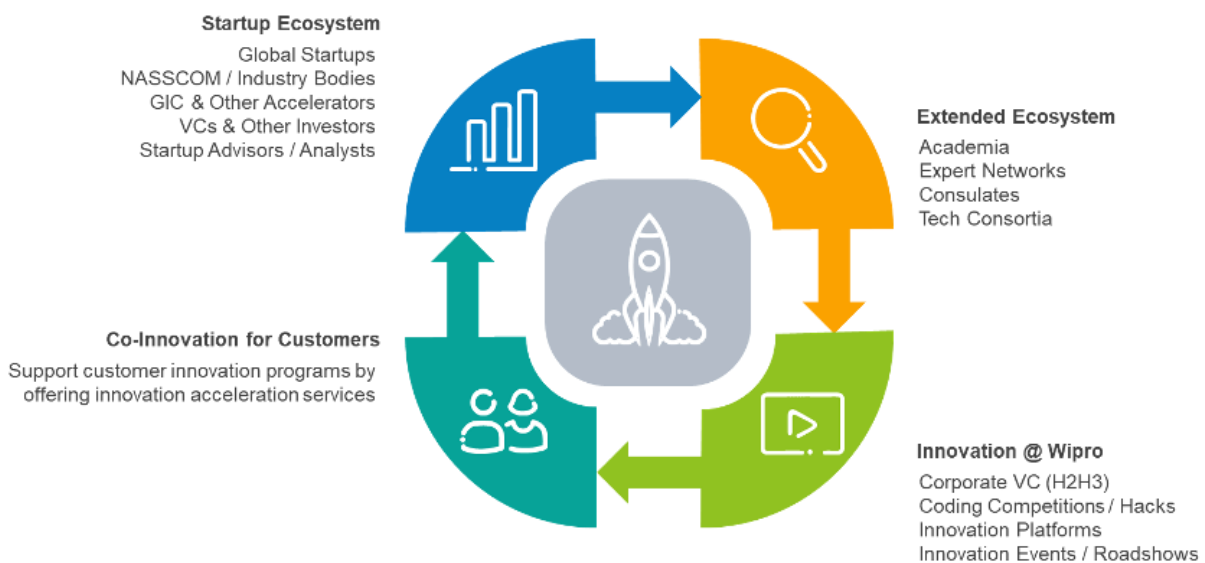 Startup Ecosystem
Global Startups
NASSCOM / Industry Bodies
GIC & Other Accelerators
VCs & Other Investors
Startup Advisors / Analysts
Extended Ecosystem
Academia
Expert Networks
Consulates
Tech Consortia
Innovation @ Wipro
Corporate VC (H2H3)
Coding Competitions / Hacks
Innovation Platforms
Innovation Events / Roadshows
Co-Innovation for Customers
Support customer innovation programs by
offering innovation acceleration services